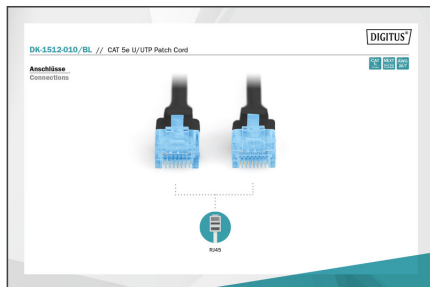 DIGITUS®
DK-1512-010/BL // CAT 5e U/UTP Patch Cord
Anschlüsse
Connections
RJ45